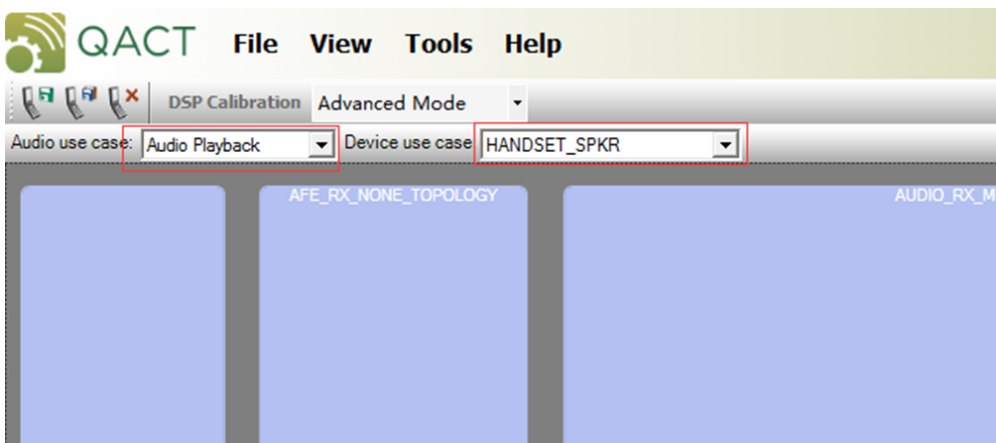 QACT File View Tools Help
DSP Calibration Advanced Mode
Audio use case: Audio Playback Device use case HANDSET_SPKR
AFE_RX_NONE_TOPOLOGY AUDIO_RX_M